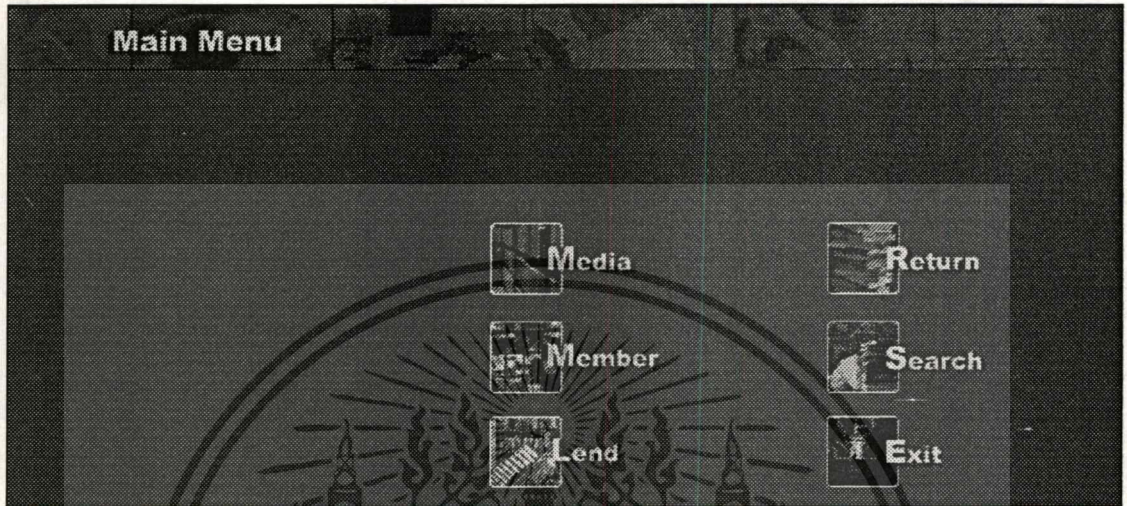 Main Menu
Media
Return
Member
Search
Lend
Exit